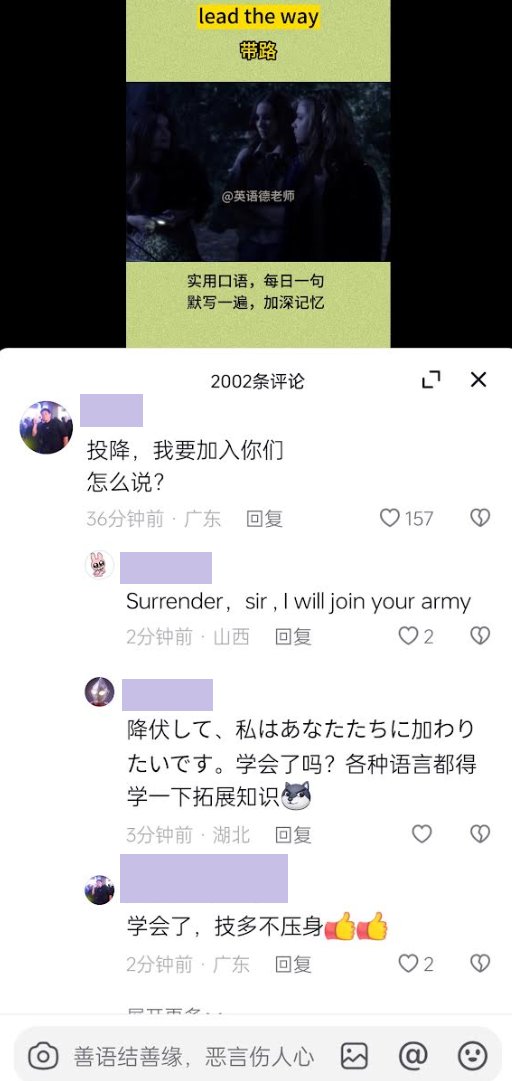 lead the way
带路
@英语德老师
实用口语，每日一句
默写一遍，加深记忆
2002条评论
投降，我要加入你们
怎么说？
36分钟前 · 广东 回复 157
Surrender，sir , I will join your army
2分钟前 · 山西 回复 2
降伏して、私はあなたたちに加わり
たいです。学会了吗？各种语言都得
学一下拓展知识
3分钟前 · 湖北 回复
学会了，技多不压身
2分钟前 · 广东 回复 2
善语结善缘，恶言伤人心